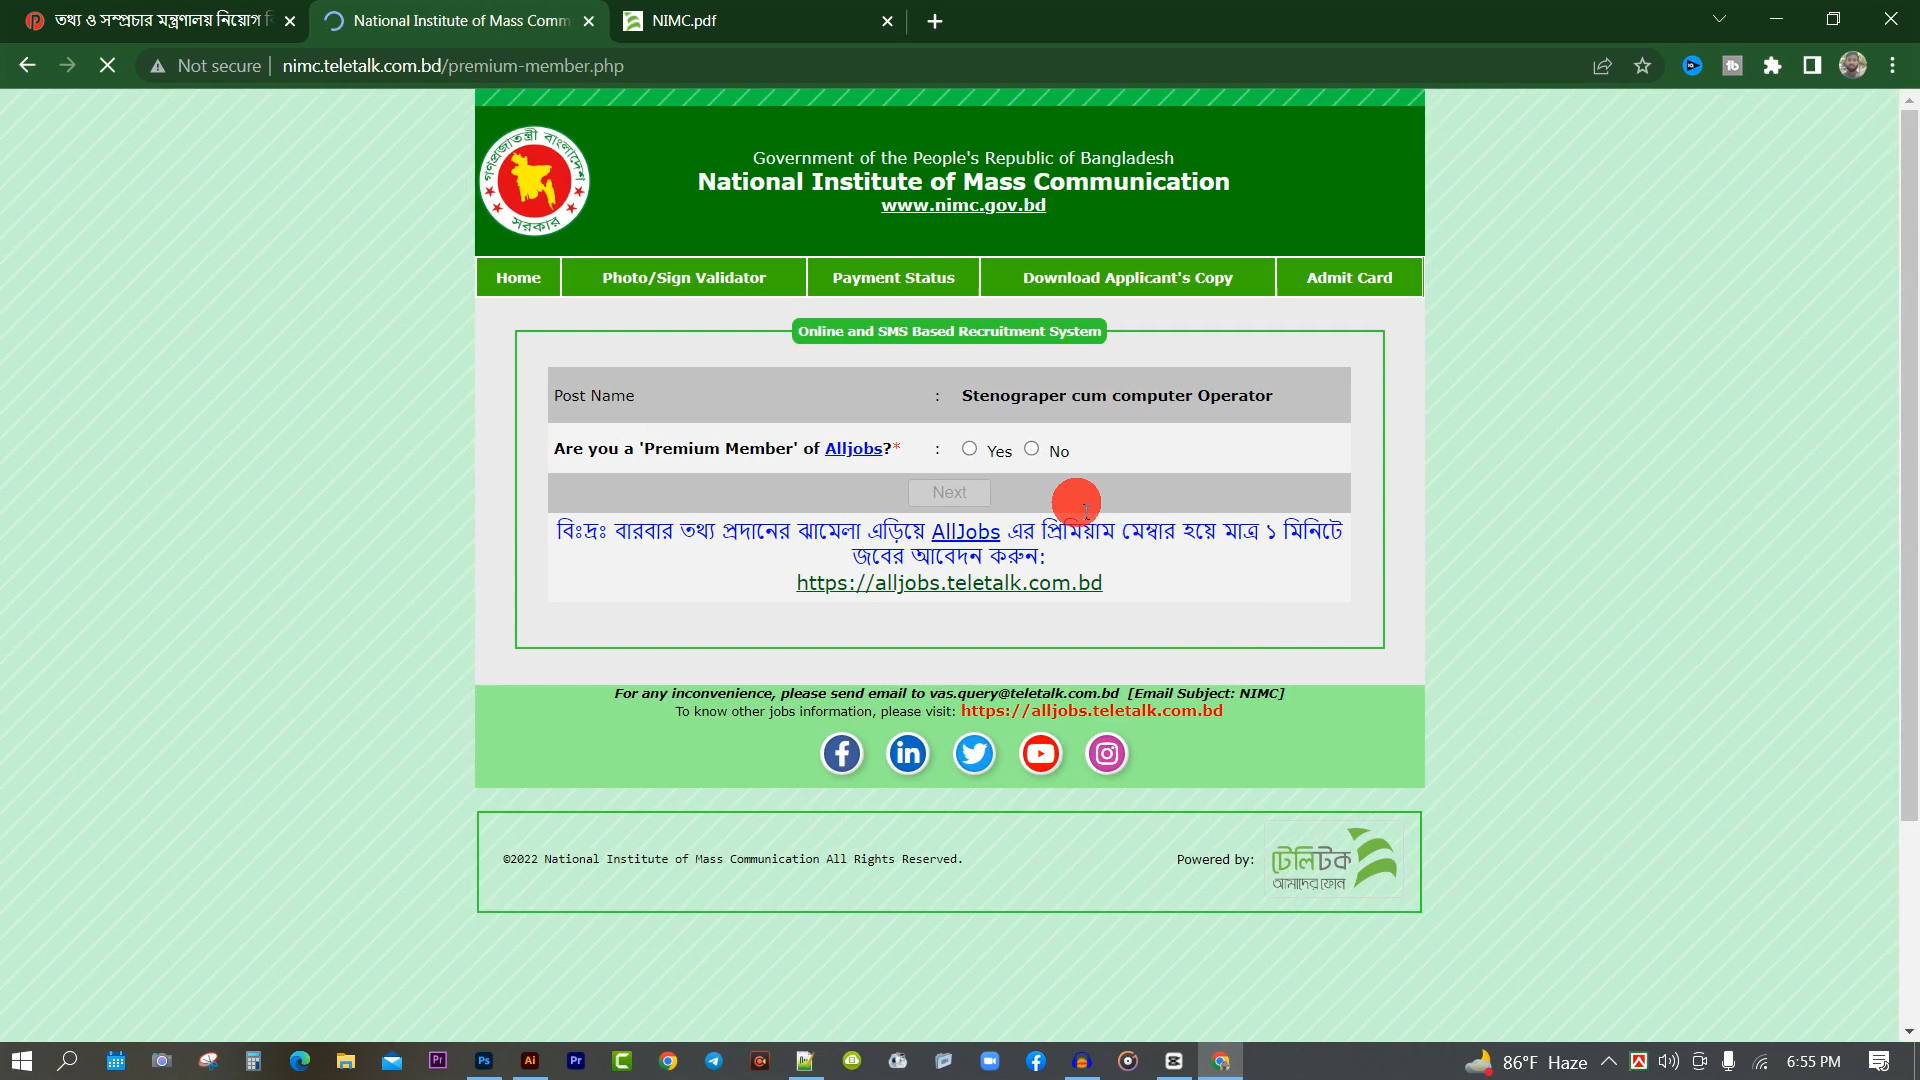 তথ্য ও সম্প্রচার মন্ত্রণালয় নিয়োগ
National Institute of Mass Comm
NIMC.pdf
Not secure
nimc.teletalk.com.bd/premium-member.php
গণপ্রজাতন্ত্রী বাংলাদেশ
সরকার
Government of the People's Republic of Bangladesh
National Institute of Mass Communication
www.nimc.gov.bd
Home
Photo/Sign Validator
Payment Status
Download Applicant's Copy
Admit Card
Online and SMS Based Recruitment System
Post Name : Stenograper cum computer Operator
Are you a 'Premium Member' of Alljobs?* : Yes No
Next
বিঃদ্রঃ বারবার তথ্য প্রদানের ঝামেলা এড়িয়ে AllJobs এর প্রিমিয়াম মেম্বার হয়ে মাত্র ১ মিনিটে
জবের আবেদন করুন:
https://alljobs.teletalk.com.bd
For any inconvenience, please send email to vas.query@teletalk.com.bd [Email Subject: NIMC]
To know other jobs information, please visit: https://alljobs.teletalk.com.bd
©2022 National Institute of Mass Communication All Rights Reserved.
Powered by:
টেলিটক
আমাদের ফোন
86°F Haze
6:55 PM